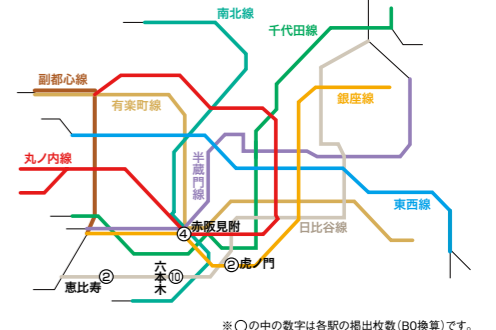 南北線
千代田線
副都心線
有楽町線
銀座線
丸ノ内線
半蔵門線
東西線
④赤阪見附
日比谷線
六本木⑩
②虎ノ門
恵比寿②
※○の中の数字は各駅の掲出枚数(B0換算)です。